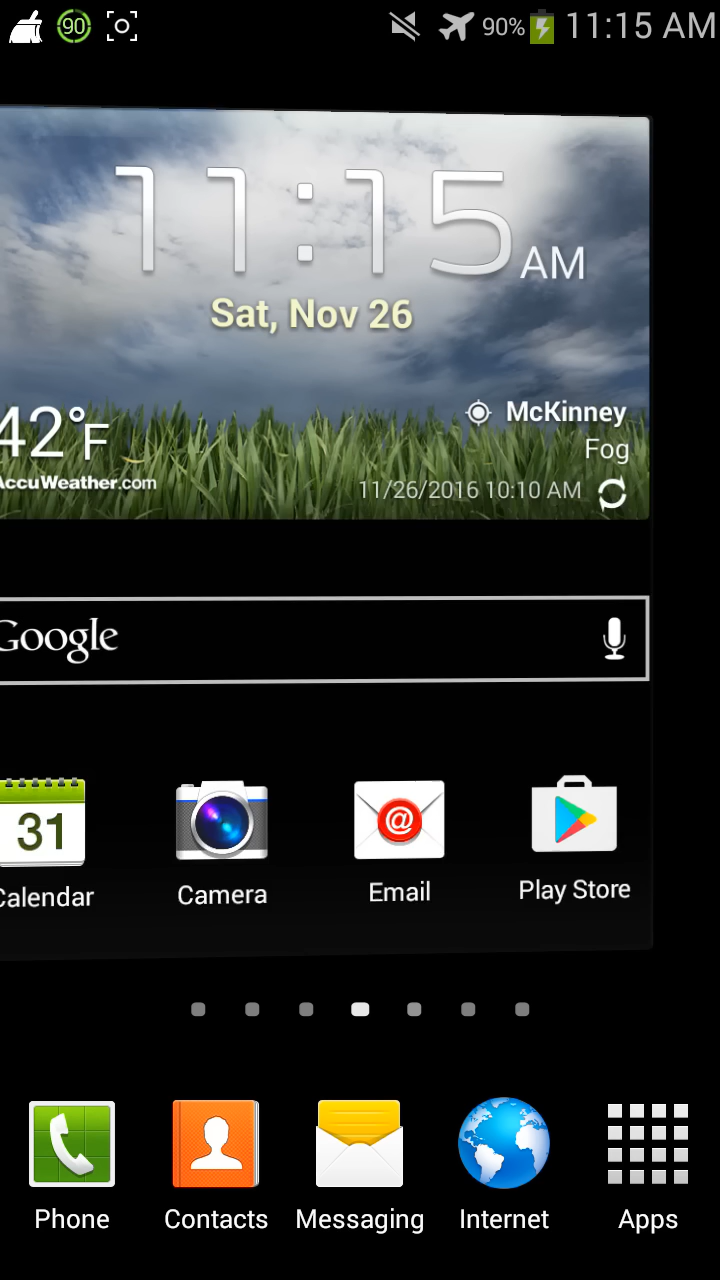 90 90% 11:15 AM
11:15 AM
Sat, Nov 26
42°F
McKinney
Fog
AccuWeather.com
11/26/2016 10:10 AM
Google
31 @
Calendar Camera Email Play Store
Phone Contacts Messaging Internet Apps